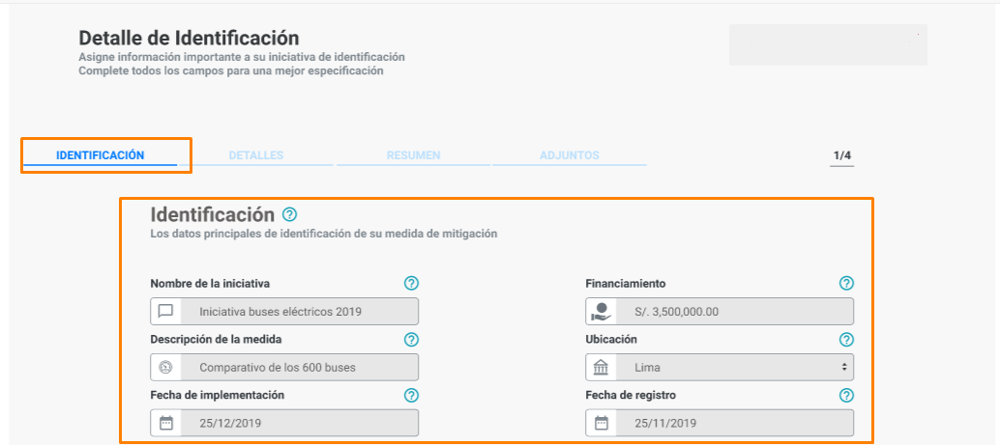 Detalle de Identificación
Asigne información importante a su iniciativa de identificación
Complete todos los campos para una mejor especificación
IDENTIFICACIÓN DETALLES RESUMEN ADJUNTOS 1/4
Identificación
Los datos principales de identificación de su medida de mitigación
Nombre de la iniciativa Financiamiento
Iniciativa buses eléctricos 2019 S/. 3,500,000.00
Descripción de la medida Ubicación
Comparativo de los 600 buses Lima
Fecha de implementación Fecha de registro
25/12/2019 25/11/2019